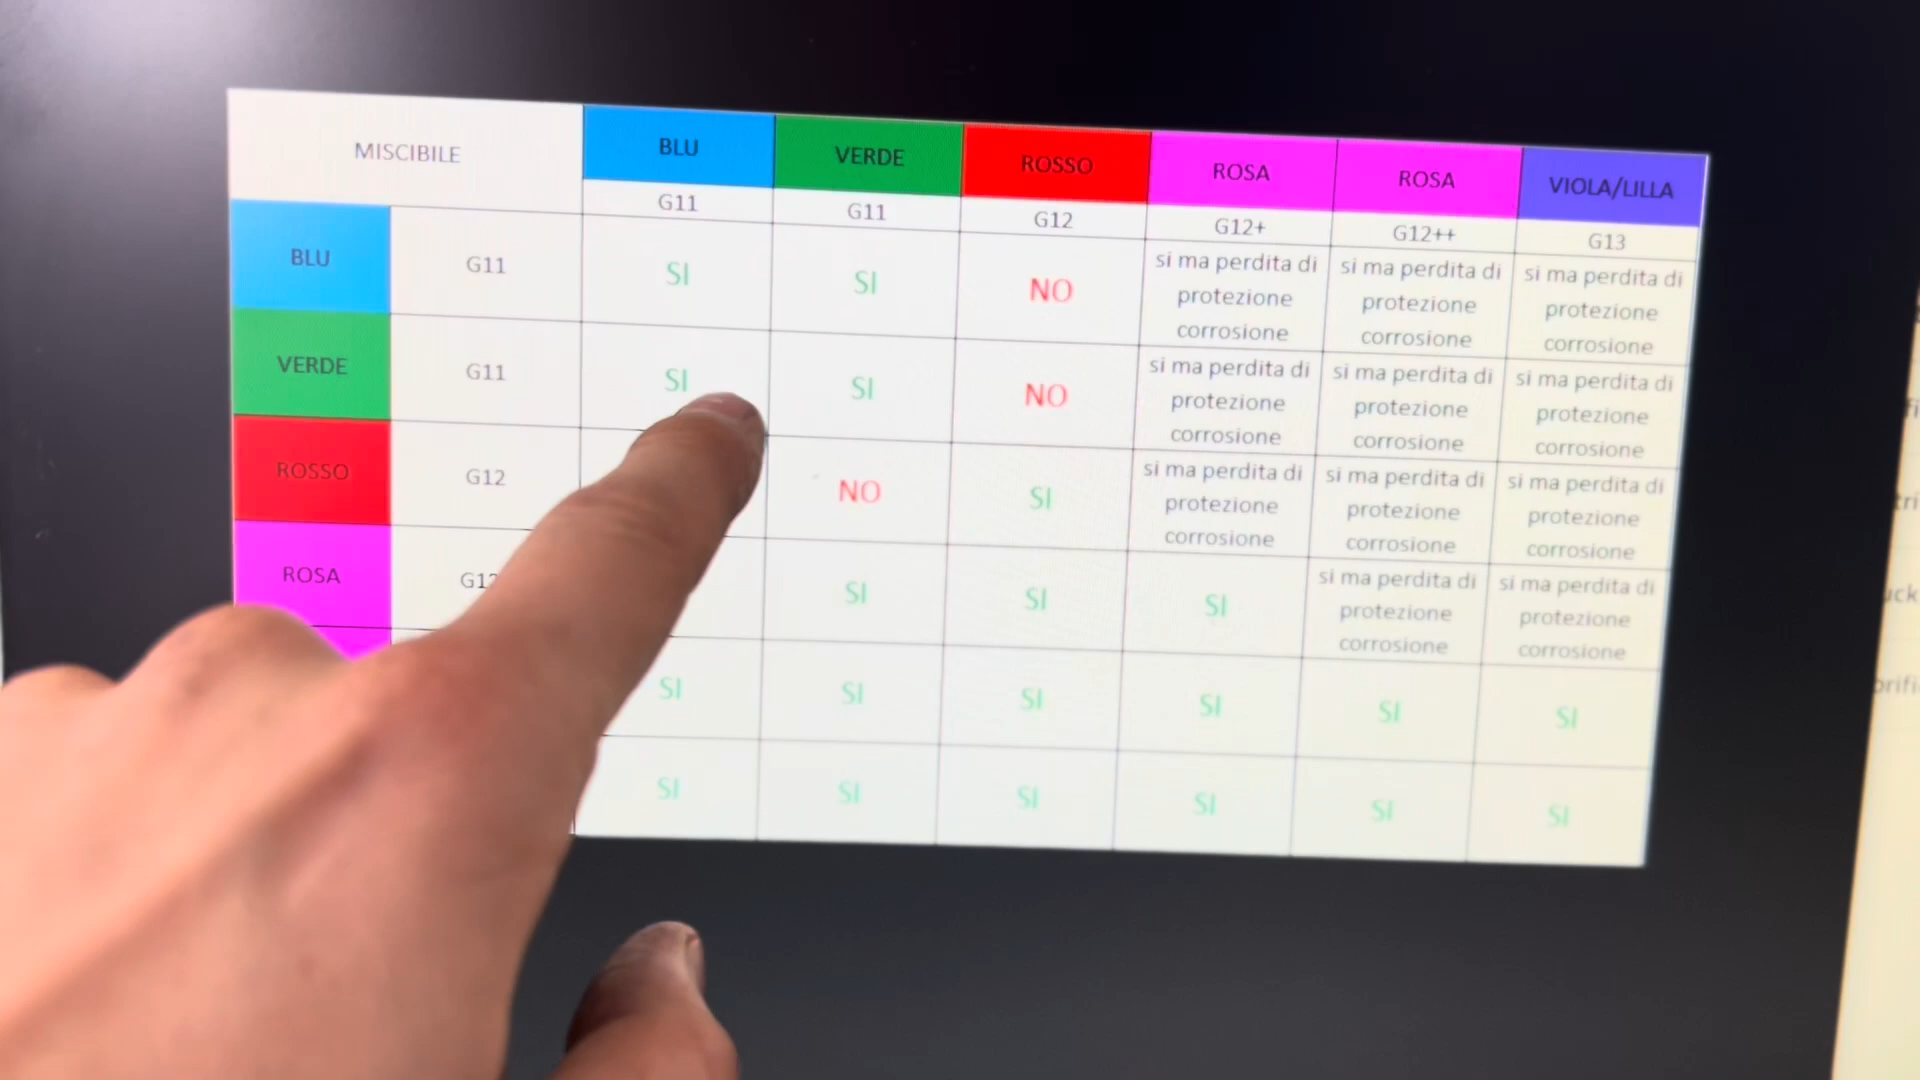 MISCIBILE
BLU
VERDE
ROSSO
ROSA
ROSA
VIOLA/LILLA
G11
G11
G12
G12+
G12++
G13
BLU
G11
SI
SI
NO
si ma perdita di
protezione
corrosione
si ma perdita di
protezione
corrosione
si ma perdita di
protezione
corrosione
VERDE
G11
SI
SI
NO
si ma perdita di
protezione
corrosione
si ma perdita di
protezione
corrosione
si ma perdita di
protezione
corrosione
ROSSO
G12
NO
SI
si ma perdita di
protezione
corrosione
si ma perdita di
protezione
corrosione
si ma perdita di
protezione
corrosione
ROSA
G12
SI
SI
SI
si ma perdita di
protezione
corrosione
si ma perdita di
protezione
corrosione
SI
SI
SI
SI
SI
SI
SI
SI
SI
SI
SI
SI